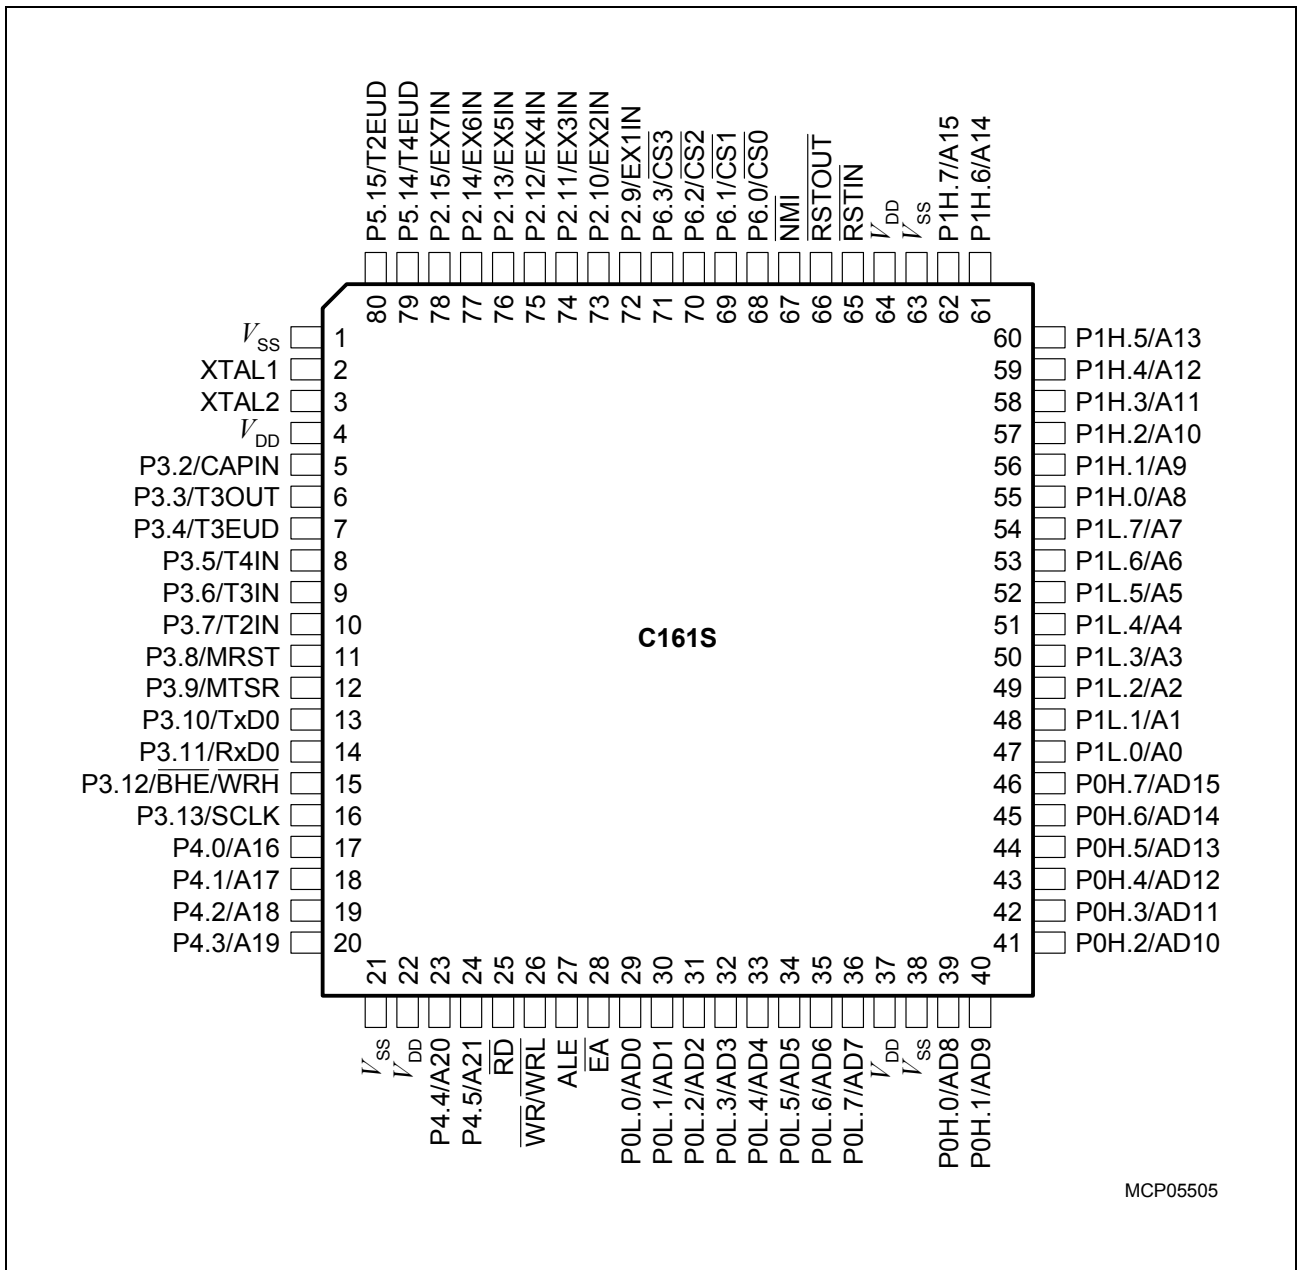 P5.15/T2EUD
P5.14/T4EUD
P2.15/EX7IN
P2.14/EX6IN
P2.13/EX5IN
P2.12/EX4IN
P2.11/EX3IN
P2.10/EX2IN
P2.9/EX1IN
P6.3/C̅S̅3̅
P6.2/C̅S̅2̅
P6.1/C̅S̅1̅
P6.0/C̅S̅0̅
N̅M̅I̅
R̅S̅T̅O̅U̅T̅
R̅S̅T̅I̅N̅
VDD
VSS
P1H.7/A15
P1H.6/A14
80 79 78 77 76 75 74 73 72 71 70 69 68 67 66 65 64 63 62 61
VSS 1
XTAL1 2
XTAL2 3
VDD 4
P3.2/CAPIN 5
P3.3/T3OUT 6
P3.4/T3EUD 7
P3.5/T4IN 8
P3.6/T3IN 9
P3.7/T2IN 10
P3.8/MRST 11
P3.9/MTSR 12
P3.10/TxD0 13
P3.11/RxD0 14
P3.12/B̅H̅E̅/W̅R̅H̅ 15
P3.13/SCLK 16
P4.0/A16 17
P4.1/A17 18
P4.2/A18 19
P4.3/A19 20
C161S
60 P1H.5/A13
59 P1H.4/A12
58 P1H.3/A11
57 P1H.2/A10
56 P1H.1/A9
55 P1H.0/A8
54 P1L.7/A7
53 P1L.6/A6
52 P1L.5/A5
51 P1L.4/A4
50 P1L.3/A3
49 P1L.2/A2
48 P1L.1/A1
47 P1L.0/A0
46 P0H.7/AD15
45 P0H.6/AD14
44 P0H.5/AD13
43 P0H.4/AD12
42 P0H.3/AD11
41 P0H.2/AD10
21 22 23 24 25 26 27 28 29 30 31 32 33 34 35 36 37 38 39 40
VSS
VDD
P4.4/A20
P4.5/A21
R̅D̅
W̅R̅/W̅R̅L̅
ALE
E̅A̅
P0L.0/AD0
P0L.1/AD1
P0L.2/AD2
P0L.3/AD3
P0L.4/AD4
P0L.5/AD5
P0L.6/AD6
P0L.7/AD7
VDD
VSS
P0H.0/AD8
P0H.1/AD9
MCP05505